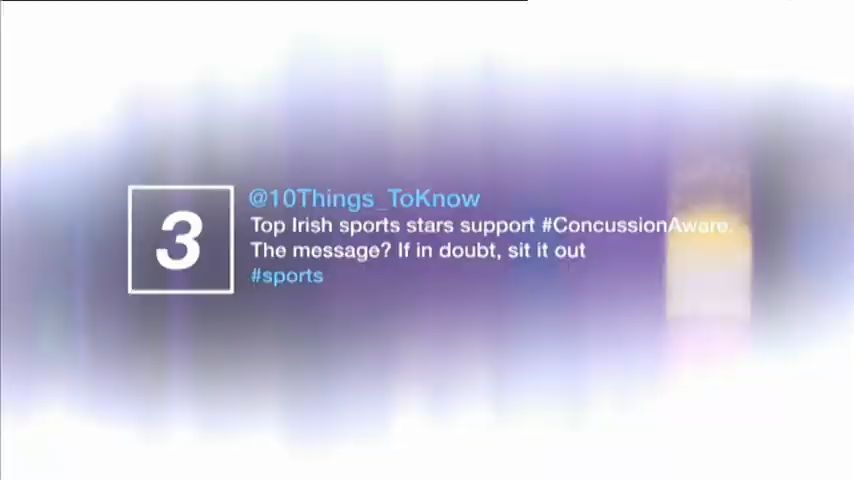 3
@10Things_ToKnow
Top Irish sports stars support #ConcussionAware.
The message? If in doubt, sit it out
#sports